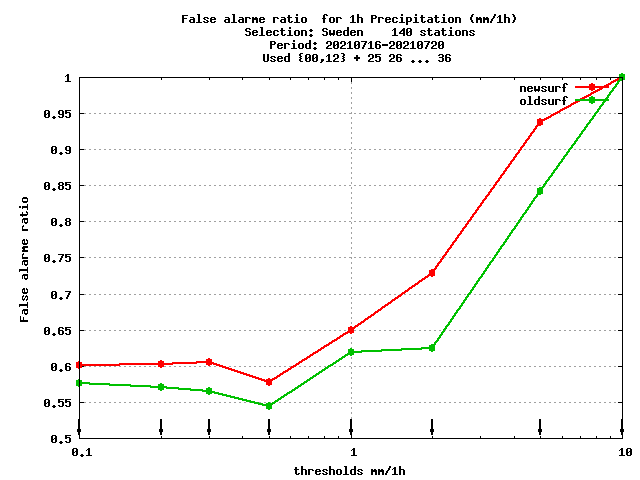 False alarme ratio  for 1h Precipitation (mm/1h)
Selection: Sweden    140 stations
Period: 20210716-20210720
Used {00,12} + 25 26 ... 36
newsurf
oldsurf
1
0.95
0.9
0.85
0.8
0.75
0.7
0.65
0.6
0.55
0.5
False alarme ratio
0.1
1
10
thresholds mm/1h